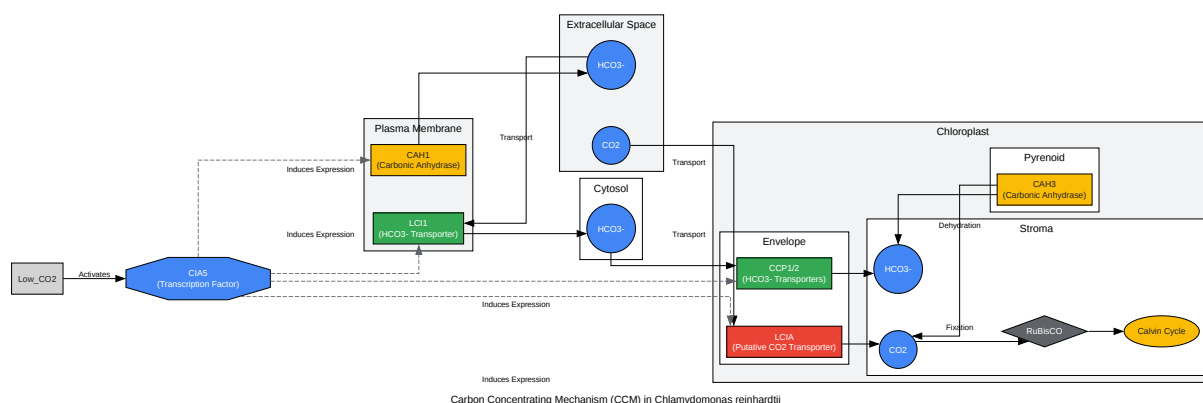 Extracellular Space
HCO3-
Plasma Membrane
CAH1
(Carbonic Anhydrase)
Transport
CO2
Transport
Induces Expression
Chloroplast
Pyrenoid
CAH3
(Carbonic Anhydrase)
Cytosol
HCO3-
LCI1
(HCO3- Transporter)
Induces Expression
Transport
Dehydration
Stroma
Envelope
CCP1/2
(HCO3- Transporters)
HCO3-
Low_CO2
Activates
CIA5
(Transcription Factor)
Induces Expression
LCIA
(Putative CO2 Transporter)
CO2
Fixation
RuBisCO
Calvin Cycle
Induces Expression
Carbon Concentrating Mechanism (CCM) in Chlamydomonas reinhardtii